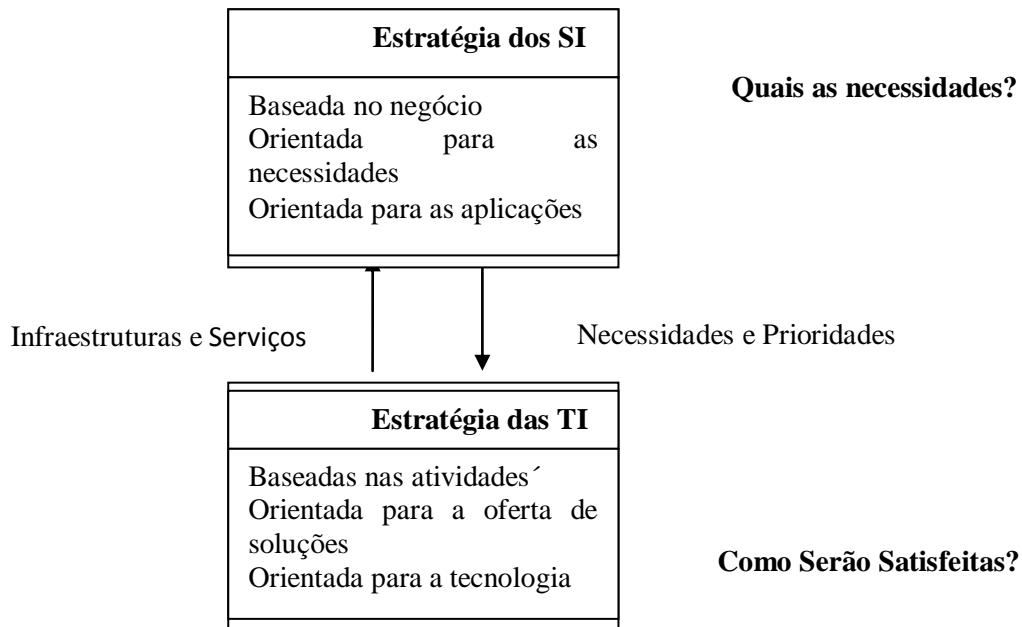 Estratégia dos SI
Quais as necessidades?
Baseada no negócio
Orientada para as
necessidades
Orientada para as aplicações
Infraestruturas e Serviços
Necessidades e Prioridades
Estratégia das TI
Baseadas nas atividades´
Orientada para a oferta de
soluções
Orientada para a tecnologia
Como Serão Satisfeitas?